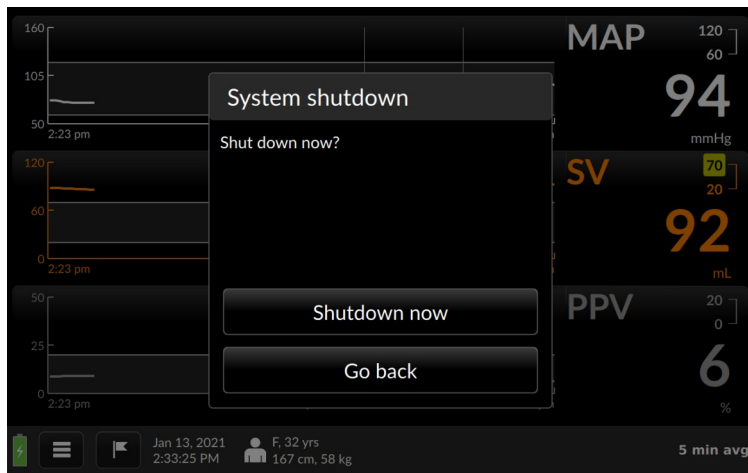 160
105
50
2:23 pm
MAP
120
60
94
mmHg
System shutdown
Shut down now?
Shutdown now
Go back
120
60
0
2:23 pm
SV
70
20
92
mL
50
25
0
2:23 pm
PPV
20
0
6
%
Jan 13, 2021
2:33:25 PM
F, 32 yrs
167 cm, 58 kg
5 min avg